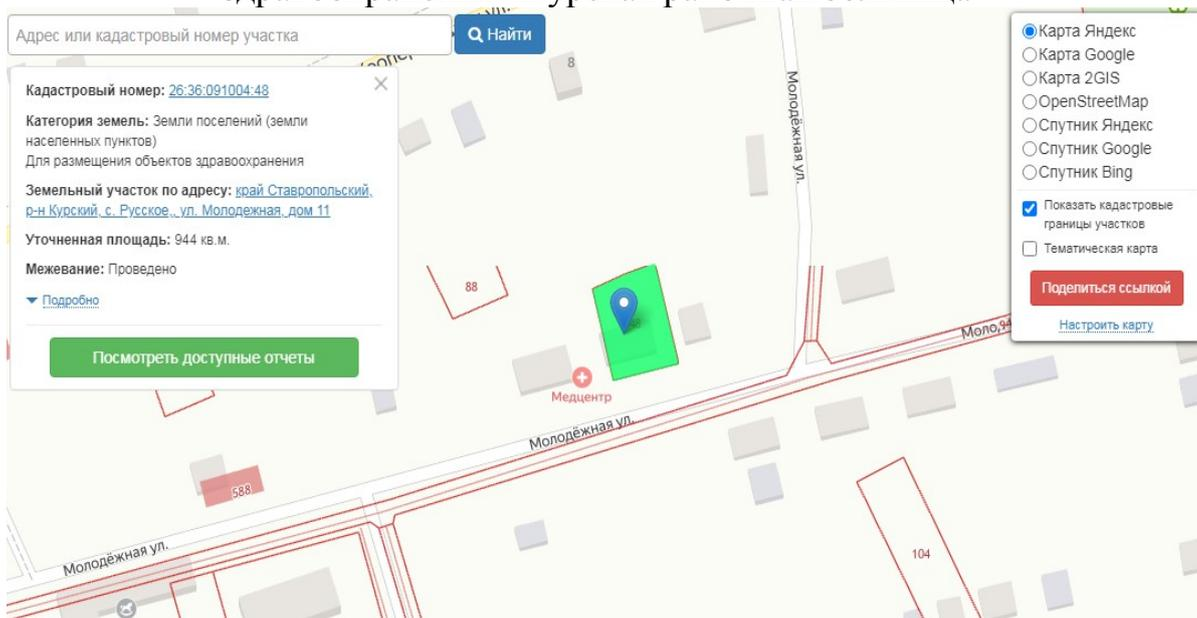 Адрес или кадастровый номер участка
Найти
Кадастровый номер: 26:36:091004:48
Категория земель: Земли поселений (земли
населенных пунктов)
Для размещения объектов здравоохранения
Земельный участок по адресу: край Ставропольский,
р-н Курский, с. Русское,, ул. Молодежная, дом 11
Уточненная площадь: 944 кв.м.
Межевание: Проведено
Подробно
Посмотреть доступные отчеты
Карта Яндекс
Карта Google
Карта 2GIS
OpenStreetMap
Спутник Яндекс
Спутник Google
Спутник Bing
Показать кадастровые
границы участков
Тематическая карта
Поделиться ссылкой
Настроить карту
8
Молодёжная ул.
88
Медцентр
Молодёжная ул.
588
Молодёжная ул.
104